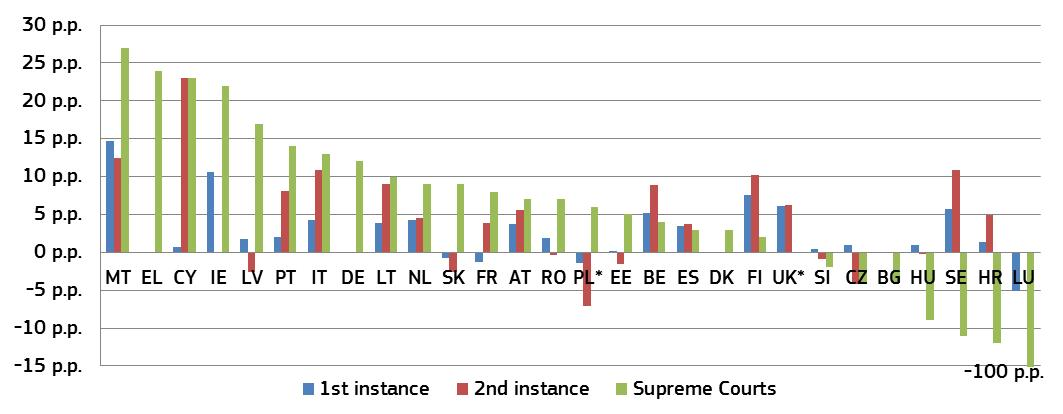 30 p.p.
25 p.p.
20 p.p.
15 p.p.
10 p.p.
5 p.p.
0 p.p.
MT EL CY IE LV PT IT DE LT NL SK FR AT RO PL* EE BE ES DK FI UK* SI CZ BG HU SE HR LU
-5 p.p.
-10 p.p.
-15 p.p.
-100 p.p.
1st instance 2nd instance Supreme Courts